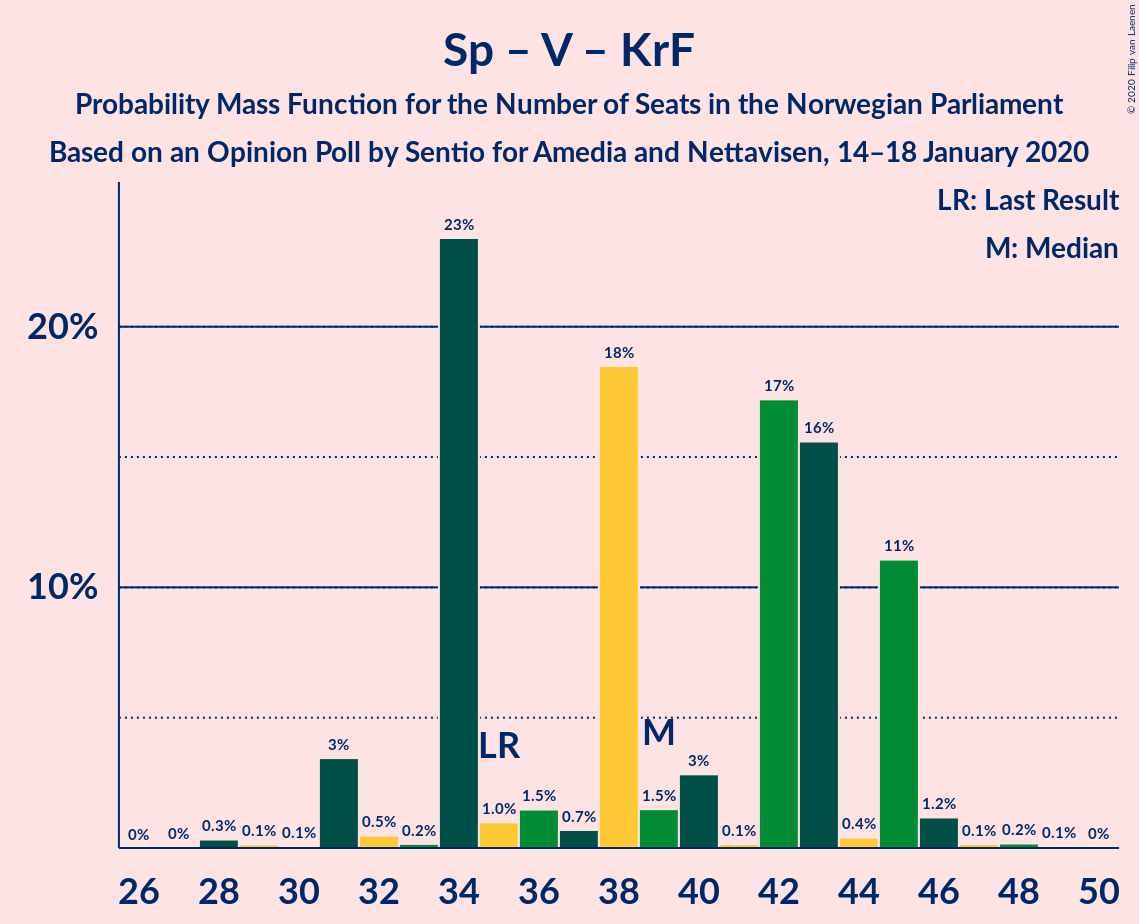 Sp – V – KrF
Probability Mass Function for the Number of Seats in the Norwegian Parliament
Based on an Opinion Poll by Sentio for Amedia and Nettavisen, 14–18 January 2020
© 2020 Filip van Laenen
LR: Last Result
M: Median
20%
10%
0% 0% 0.3% 0.1% 0.1% 3% 0.5% 0.2% 23% 1.0% 1.5% 0.7% 18% 1.5% 3% 0.1% 17% 16% 0.4% 11% 1.2% 0.1% 0.2% 0.1% 0%
LR M
26 28 30 32 34 36 38 40 42 44 46 48 50